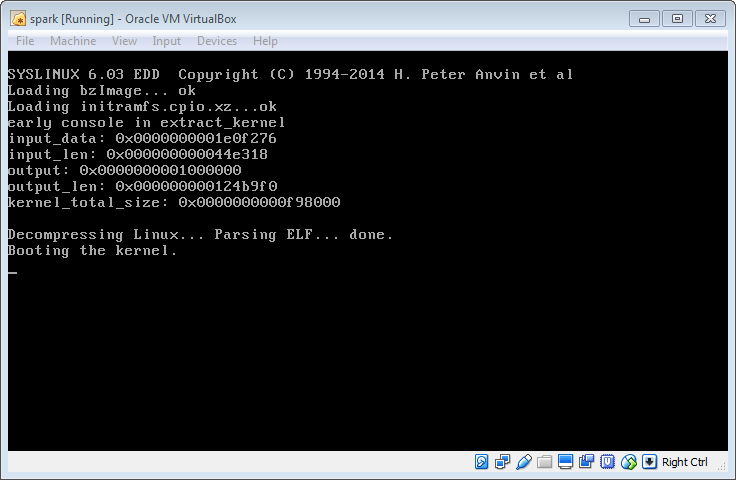 spark [Running] - Oracle VM VirtualBox
File Machine View Input Devices Help
SYSLINUX 6.03 EDD  Copyright (C) 1994-2014 H. Peter Anvin et al
Loading bzImage... ok
Loading initramfs.cpio.xz...ok
early console in extract_kernel
input_data: 0x0000000001e0f276
input_len: 0x000000000044e318
output: 0x0000000001000000
output_len: 0x000000000124b9f0
kernel_total_size: 0x0000000000f98000
Decompressing Linux... Parsing ELF... done.
Booting the kernel.
Right Ctrl